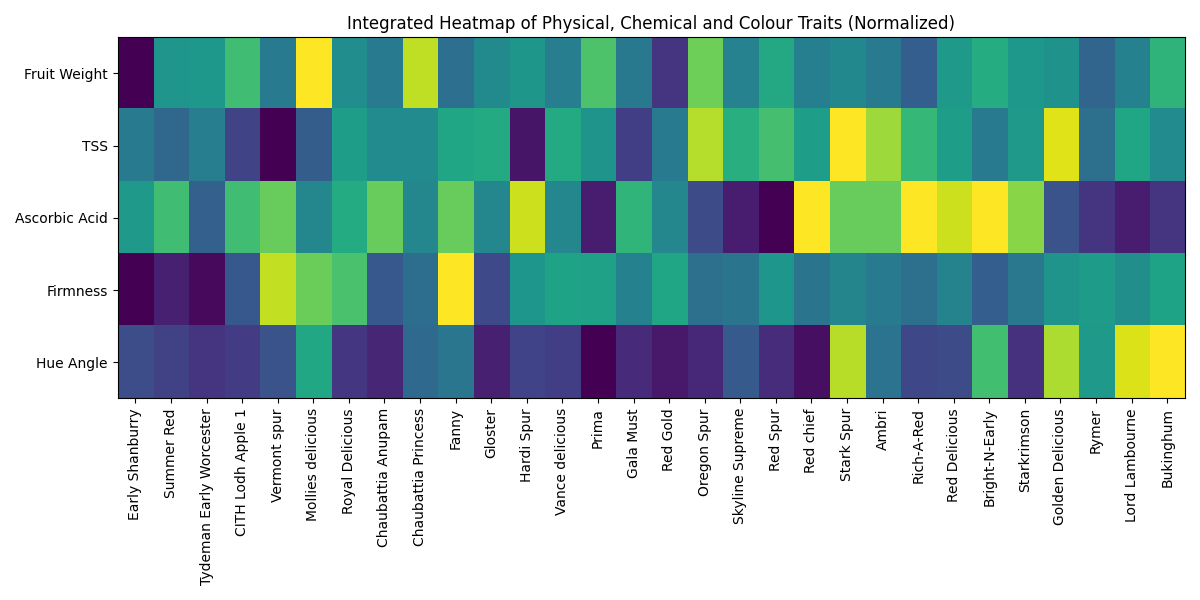 Integrated Heatmap of Physical, Chemical and Colour Traits (Normalized)
Fruit Weight
TSS
Ascorbic Acid
Firmness
Hue Angle
Early Shanburry
Summer Red
Tydeman Early Worcester
CITH Lodh Apple 1
Vermont spur
Mollies delicious
Royal Delicious
Chaubattia Anupam
Chaubattia Princess
Fanny
Gloster
Hardi Spur
Vance delicious
Prima
Gala Must
Red Gold
Oregon Spur
Skyline Supreme
Red Spur
Red chief
Stark Spur
Ambri
Rich-A-Red
Red Delicious
Bright-N-Early
Starkrimson
Golden Delicious
Rymer
Lord Lambourne
Bukinghum